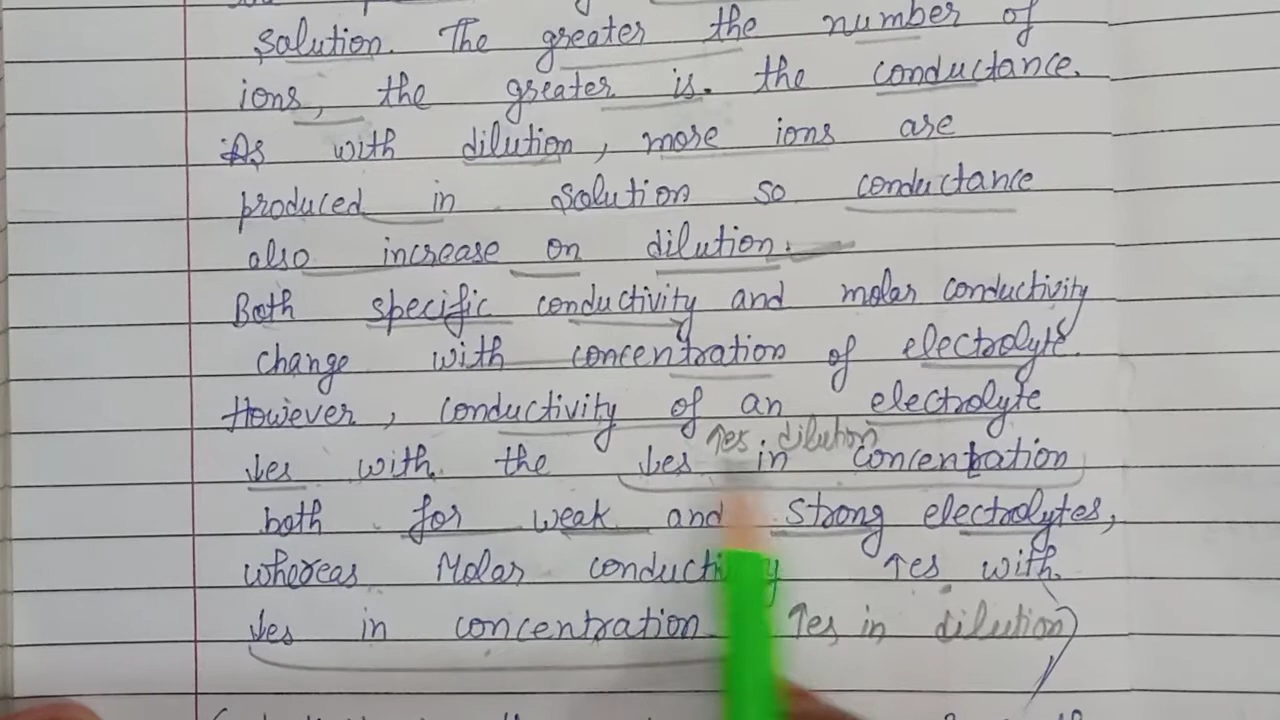 solution. The greater the number of
ions, the greater is. the conductance.
As with dilution, more ions are
produced in solution so conductance
also increase on dilution.
Both specific conductivity and molar conductivity
change with concentration of electrolyte.
However, conductivity of an electrolyte
↑es dilution
↓es with the ↓es in concentration
both for weak and strong electrolytes,
whereas Molar conductivity ↑es with
↓es in concentration ↑es in dilution)